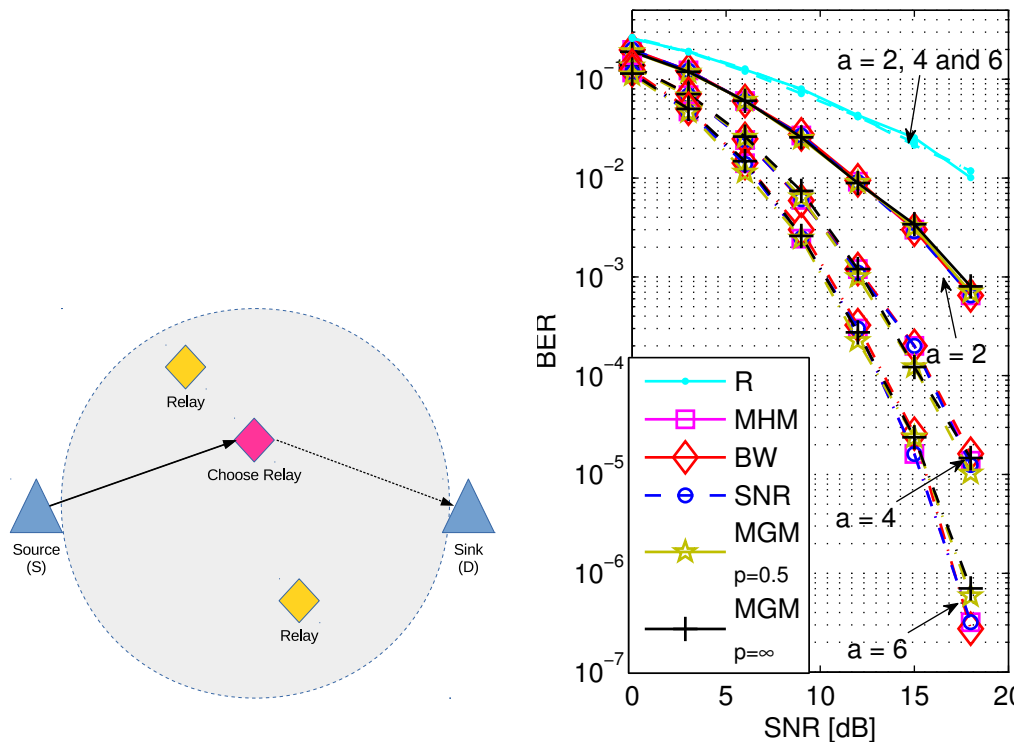 Relay
Choose Relay
Source
(S)
Sink
(D)
Relay
BER
10⁻¹
10⁻²
10⁻³
10⁻⁴
10⁻⁵
10⁻⁶
10⁻⁷
a = 2, 4 and 6
a = 2
a = 4
a = 6
R
MHM
BW
SNR
MGM
p=0.5
MGM
p=∞
0 5 10 15 20
SNR [dB]